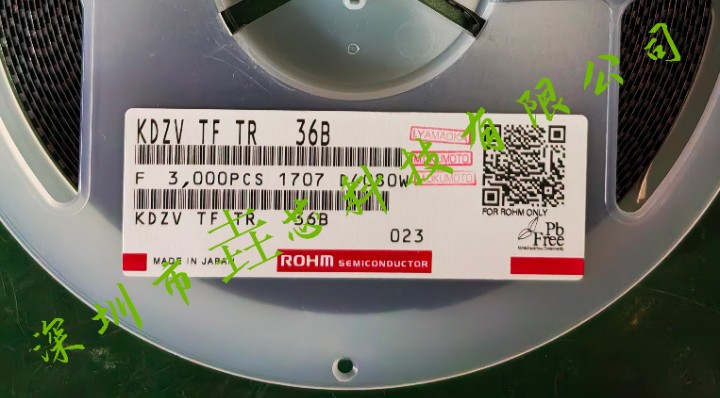 KDZV TF TR 36B
F 3,000PCS 1707
KDZV TF TR 36B
023
MADE IN JAPAN
ROHM SEMICONDUCTOR
FOR ROHM ONLY
Pb
Free
深圳市垚芯科技有限公司